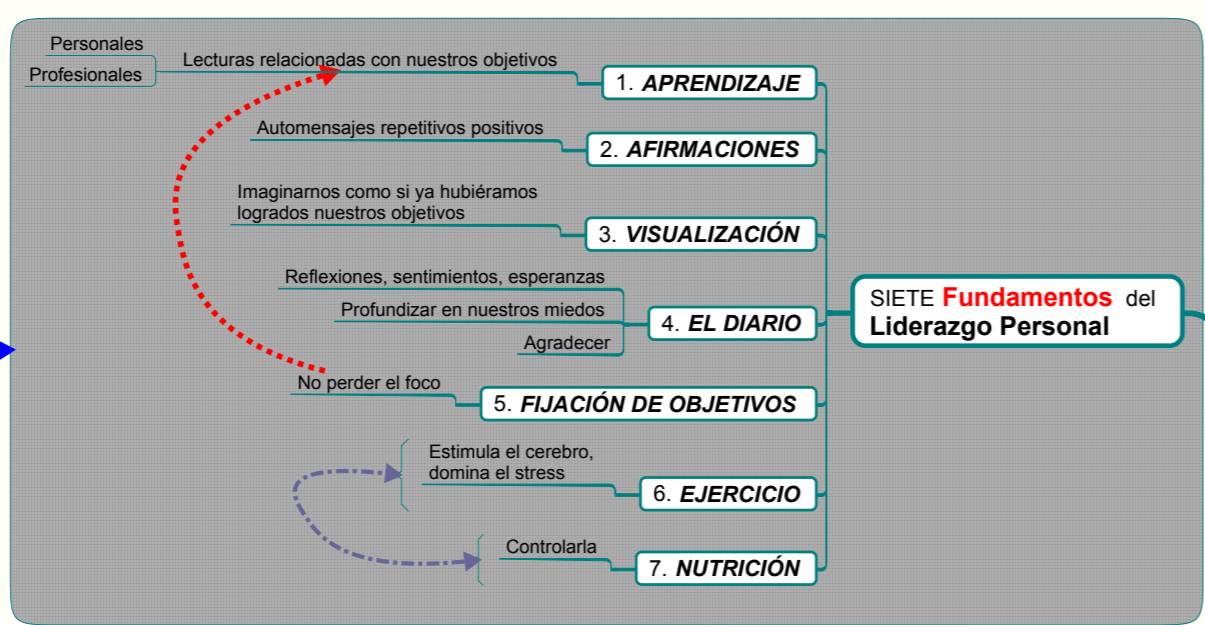 Personales
Profesionales
Lecturas relacionadas con nuestros objetivos
1. APRENDIZAJE
Automensajes repetitivos positivos
2. AFIRMACIONES
Imaginarnos como si ya hubiéramos
logrados nuestros objetivos
3. VISUALIZACIÓN
Reflexiones, sentimientos, esperanzas
Profundizar en nuestros miedos
Agradecer
4. EL DIARIO
SIETE Fundamentos del
Liderazgo Personal
No perder el foco
5. FIJACIÓN DE OBJETIVOS
Estimula el cerebro,
domina el stress
6. EJERCICIO
Controlarla
7. NUTRICIÓN